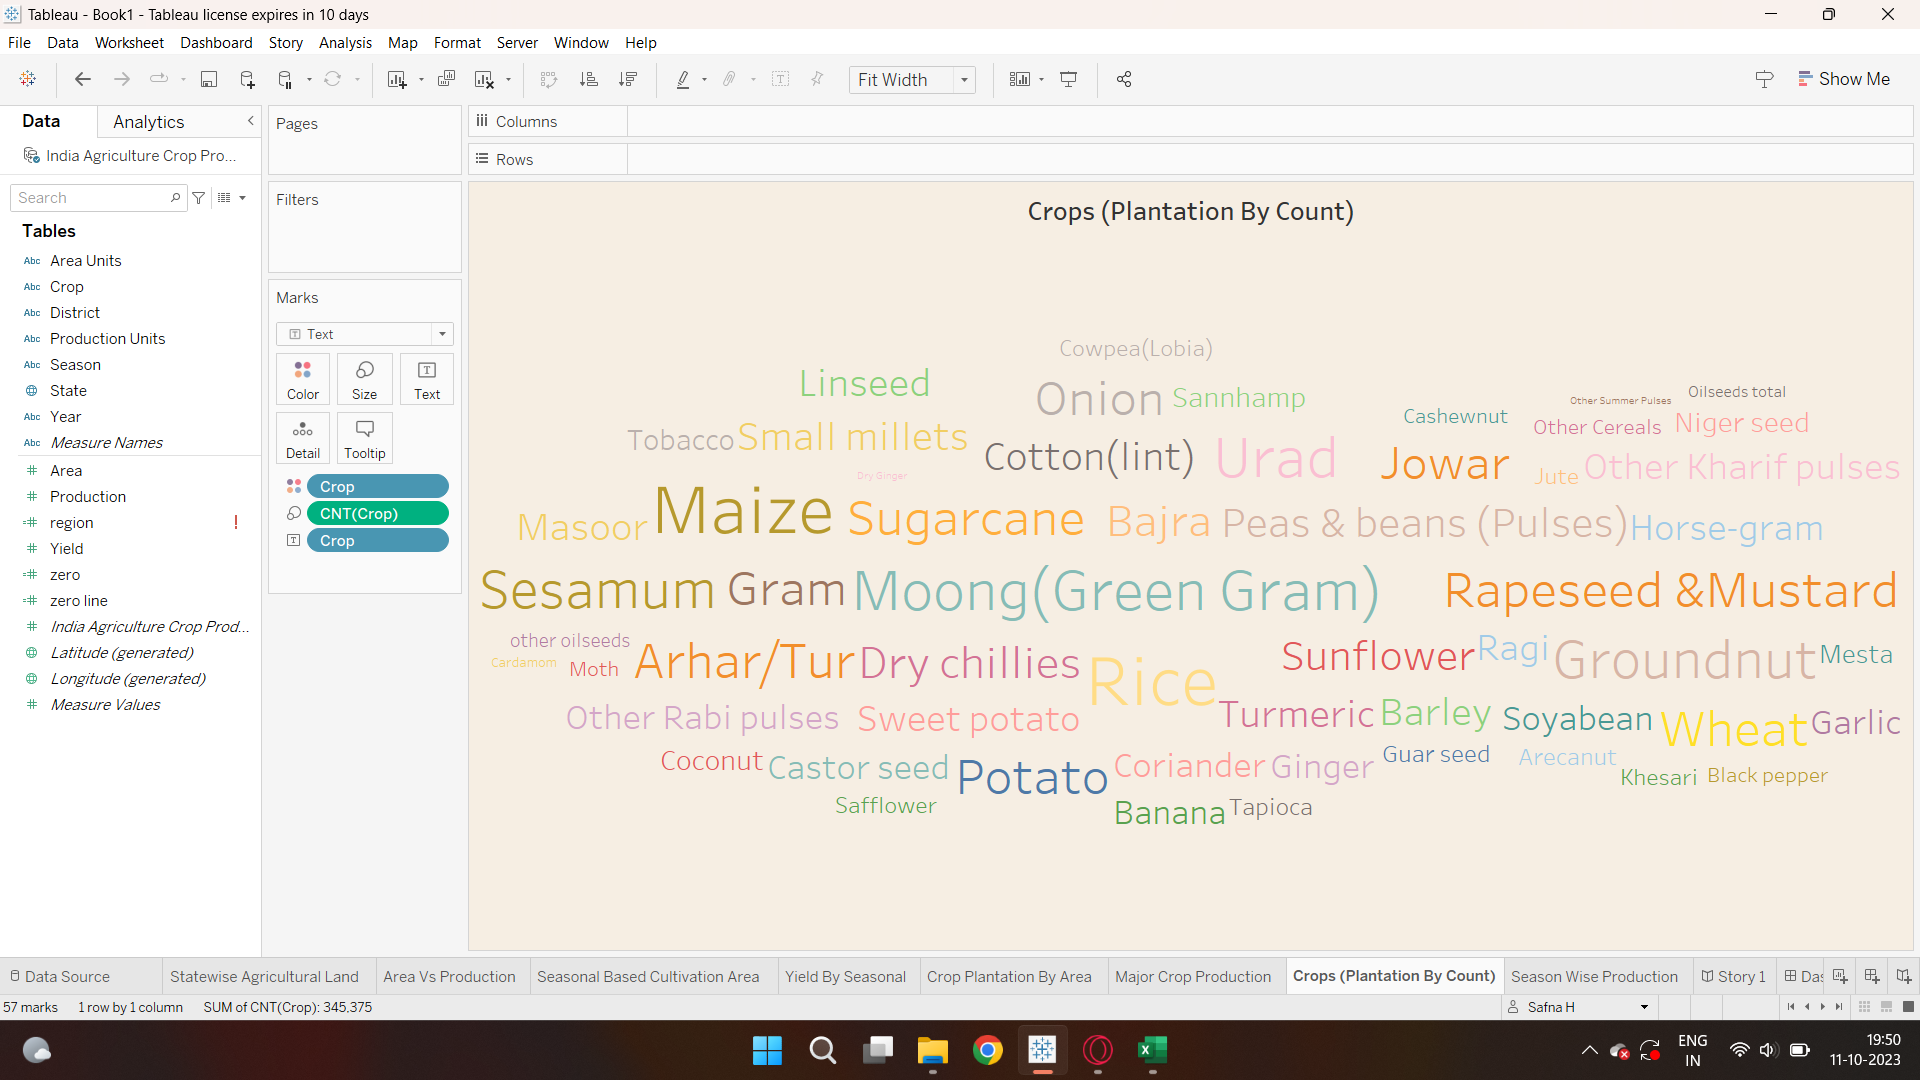 Tableau - Book1 - Tableau license expires in 10 days
File Data Worksheet Dashboard Story Analysis Map Format Server Window Help
Fit Width
Show Me
Data Analytics
India Agriculture Crop Pro...
Search
Tables
Abc Area Units
Abc Crop
Abc District
Abc Production Units
Abc Season
State
Abc Year
Abc Measure Names
# Area
# Production
=# region !
# Yield
=# zero
=# zero line
# India Agriculture Crop Prod...
Latitude (generated)
Longitude (generated)
# Measure Values
Pages
Filters
Marks
T Text
Color Size Text
Detail Tooltip
Crop
CNT(Crop)
T Crop
Columns
Rows
Crops (Plantation By Count)
Cowpea(Lobia)
Linseed Onion Sannhamp Cashewnut Other Summer Pulses Oilseeds total
Other Cereals Niger seed
Tobacco Small millets Cotton(lint) Urad Jowar Jute Other Kharif pulses
Dry Ginger
Masoor Maize Sugarcane Bajra Peas & beans (Pulses) Horse-gram
Sesamum Gram Moong(Green Gram) Rapeseed &Mustard
other oilseeds
Cardamom Moth Arhar/Tur Dry chillies Rice Sunflower Ragi Groundnut Mesta
Other Rabi pulses Sweet potato Turmeric Barley Soyabean Wheat Garlic
Coconut Castor seed Potato Coriander Ginger Guar seed Arecanut Khesari Black pepper
Safflower Banana Tapioca
Data Source Statewise Agricultural Land Area Vs Production Seasonal Based Cultivation Area Yield By Seasonal Crop Plantation By Area Major Crop Production Crops (Plantation By Count) Season Wise Production Story 1 Das
57 marks 1 row by 1 column SUM of CNT(Crop): 345,375 Safna H
ENG
IN
19:50
11-10-2023